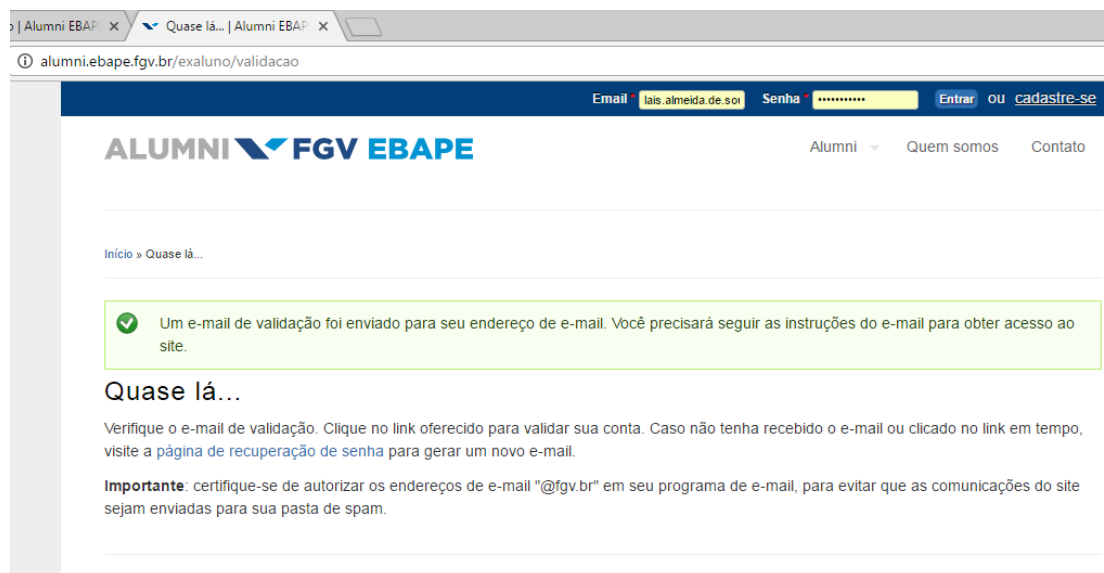 | Alumni EBAP Quase lá... | Alumni EBAP
alumni.ebape.fgv.br/exaluno/validacao
Email * lais.almeida.de.sou Senha * ••••••••••• Entrar ou cadastre-se
ALUMNI FGV EBAPE Alumni Quem somos Contato
Início » Quase lá...
Um e-mail de validação foi enviado para seu endereço de e-mail. Você precisará seguir as instruções do e-mail para obter acesso ao
site.
Quase lá...
Verifique o e-mail de validação. Clique no link oferecido para validar sua conta. Caso não tenha recebido o e-mail ou clicado no link em tempo,
visite a página de recuperação de senha para gerar um novo e-mail.
Importante: certifique-se de autorizar os endereços de e-mail "@fgv.br" em seu programa de e-mail, para evitar que as comunicações do site
sejam enviadas para sua pasta de spam.